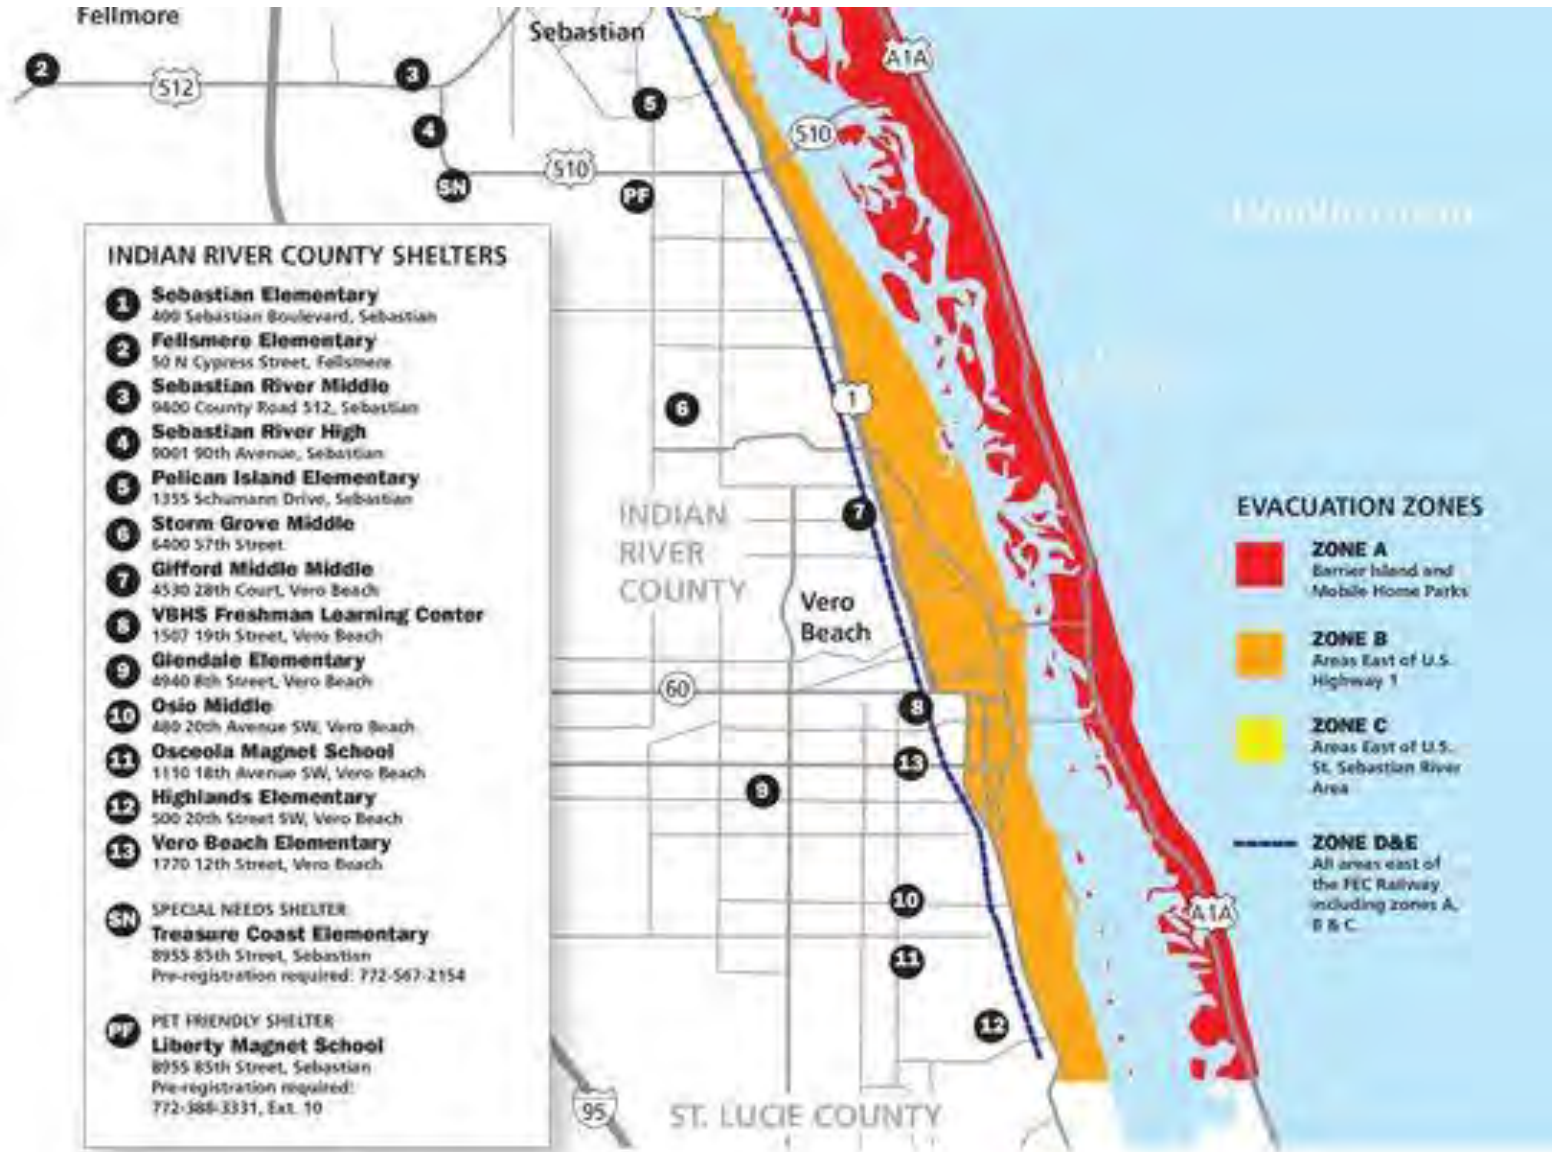 Fellmore
Sebastian
A1A
2
512
3
5
4
510
510
SN
PF
INDIAN RIVER COUNTY SHELTERS
1 Sebastian Elementary
400 Sebastian Boulevard, Sebastian
2 Fellsmere Elementary
50 N Cypress Street, Fellsmere
3 Sebastian River Middle
9400 County Road 512, Sebastian
4 Sebastian River High
9001 90th Avenue, Sebastian
5 Pelican Island Elementary
1355 Schumann Drive, Sebastian
6 Storm Grove Middle
6400 57th Street
7 Gifford Middle Middle
4530 28th Court, Vero Beach
VBHS Freshman Learning Center
1507 19th Street, Vero Beach
9 Glendale Elementary
4940 8th Street, Vero Beach
10 Osio Middle
480 20th Avenue SW, Vero Beach
11 Osceola Magnet School
1110 18th Avenue SW, Vero Beach
12 Highlands Elementary
500 20th Street SW, Vero Beach
13 Vero Beach Elementary
1770 12th Street, Vero Beach
SN SPECIAL NEEDS SHELTER
Treasure Coast Elementary
8955 85th Street, Sebastian
Pre-registration required: 772-567-2154
PF PET FRIENDLY SHELTER
Liberty Magnet School
8955 85th Street, Sebastian
Pre-registration required:
772-388-3331, Ext. 10
1
6
INDIAN
RIVER
COUNTY
7
Vero
Beach
60
8
13
9
10
11
12
A1A
95
ST. LUCIE COUNTY
EVACUATION ZONES
ZONE A
Barrier Island and
Mobile Home Parks
ZONE B
Areas East of U.S.
Highway 1
ZONE C
Areas East of U.S.
St. Sebastian River
Area
ZONE D&E
All areas east of
the FEC Railway
including zones A,
B & C